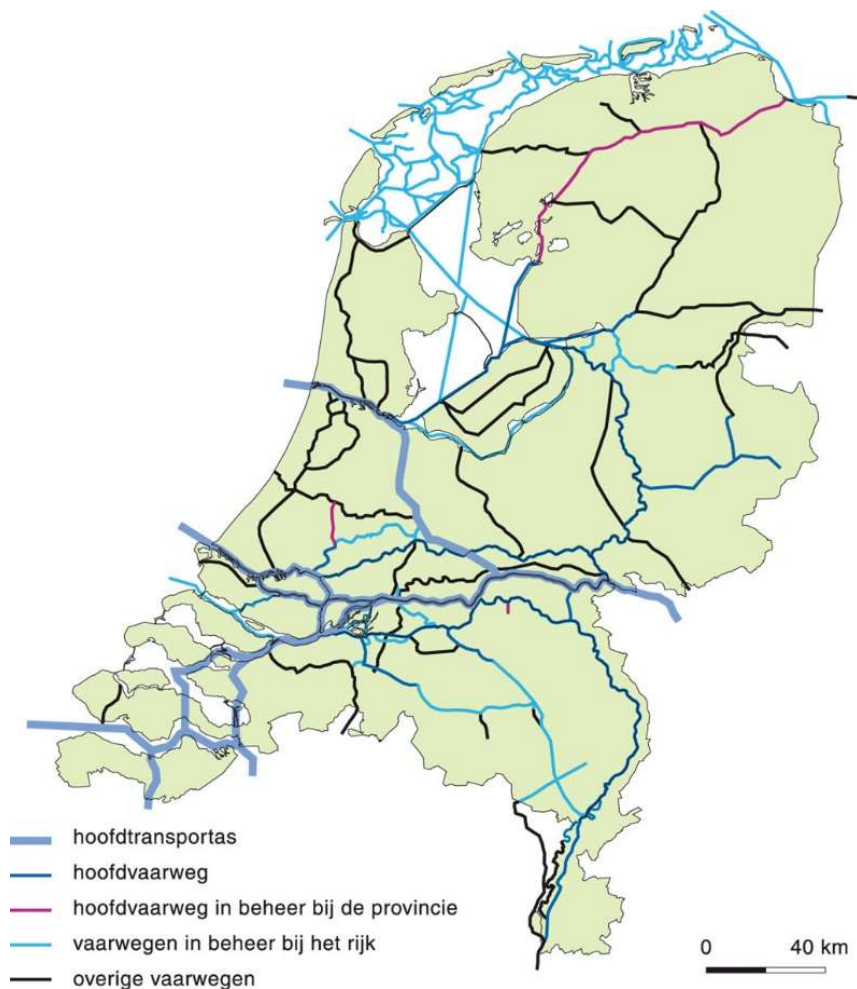 hoofdtransportas
hoofdvaarweg
hoofdvaarweg in beheer bij de provincie
vaarwegen in beheer bij het rijk
overige vaarwegen
0 40 km